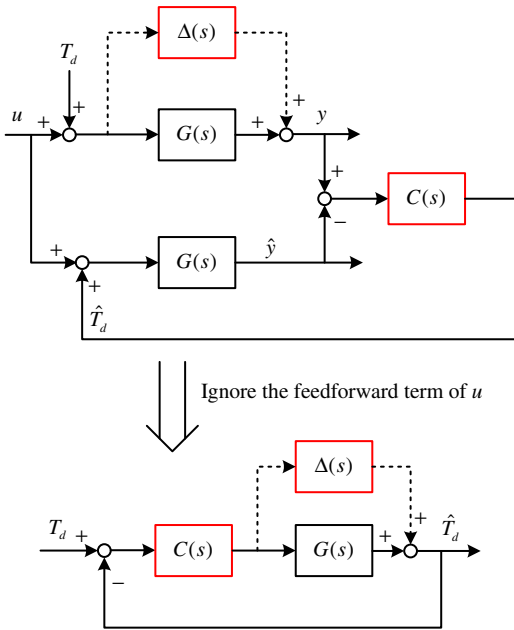 Δ(s)
T_d
+
+
u
+
G(s)
+
y
+
C(s)
−
+
G(s)
ŷ
+
T̂_d
Ignore the feedforward term of u
Δ(s)
T_d
+
C(s)
G(s)
+
+
T̂_d
−